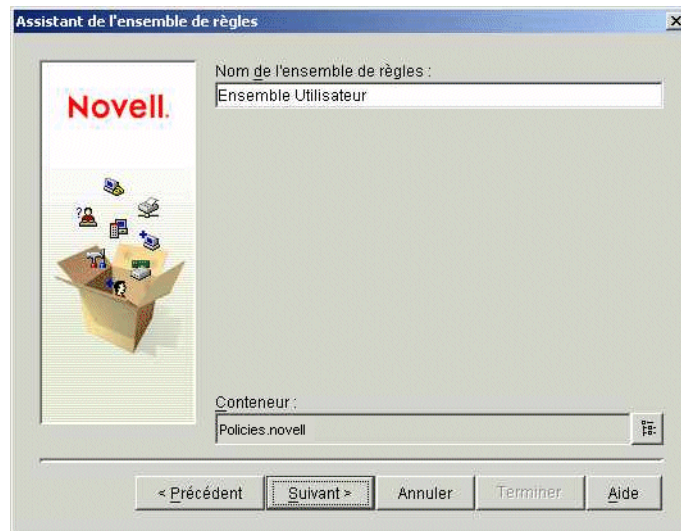 Assistant de l'ensemble de règles
Novell.
Nom de l'ensemble de règles :
Ensemble Utilisateur
Conteneur :
Policies.novell
< Précédent
Suivant >
Annuler
Terminer
Aide